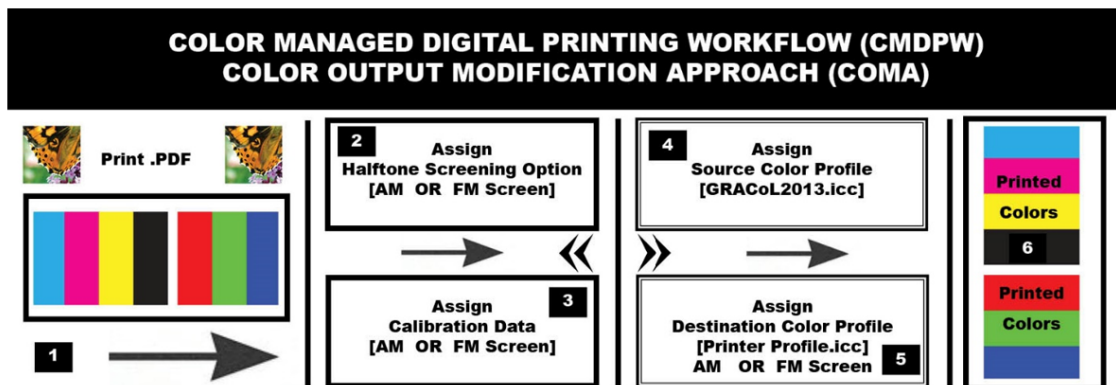 COLOR MANAGED DIGITAL PRINTING WORKFLOW (CMDPW)
COLOR OUTPUT MODIFICATION APPROACH (COMA)
Print .PDF
1
2
Assign
Halftone Screening Option
[AM OR FM Screen]
3
Assign
Calibration Data
[AM OR FM Screen]
4
Assign
Source Color Profile
[GRACoL2013.icc]
Assign
Destination Color Profile
[Printer Profile.icc]
AM OR FM Screen
5
Printed
Colors
6
Printed
Colors